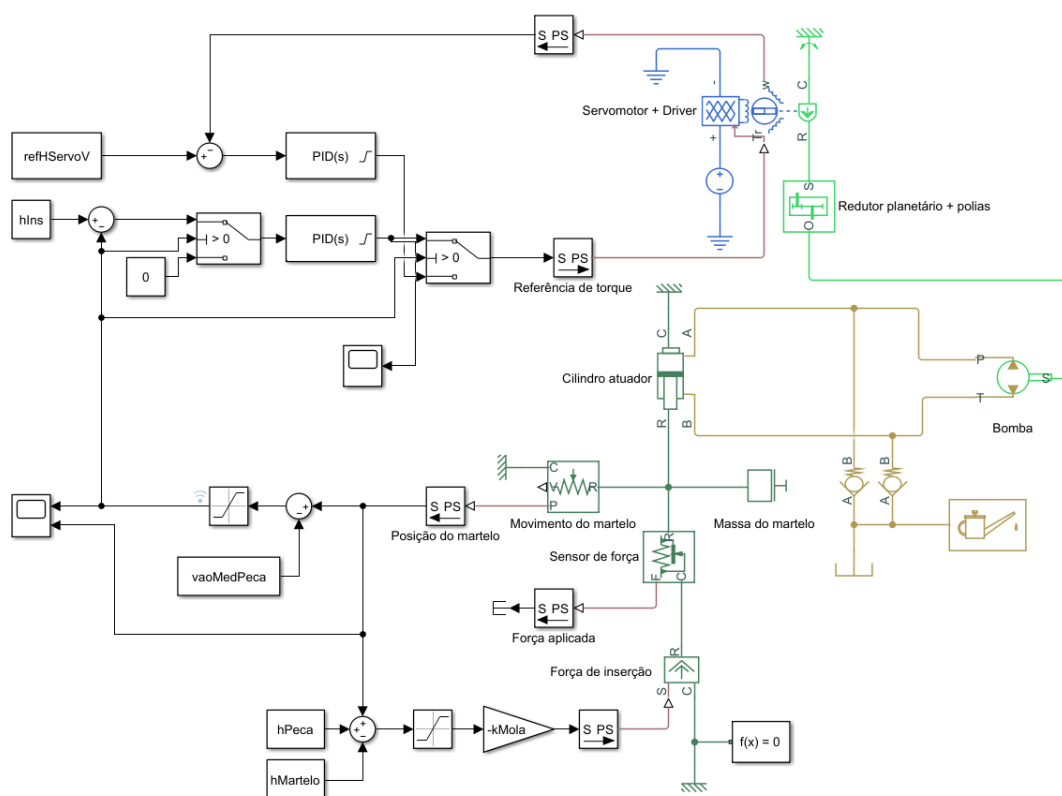 S PS
w
C
-
Servomotor + Driver
+
Tr
R
refHServoV
+
-
PID(s)
S
Redutor planetário + polias
O
hIns
+
-
> 0
PID(s)
> 0
0
S PS
Referência de torque
C
A
Cilindro atuador
P
S
T
R
B
Bomba
B
B
C
V
R
P
A
A
S PS
Movimento do martelo
Massa do martelo
Posição do martelo
+
-
vaoMedPeca
Sensor de força
R
F
C
S PS
Força aplicada
R
Força de inserção
S
C
hPeca
+
+
-
-kMola
S PS
f(x) = 0
hMartelo